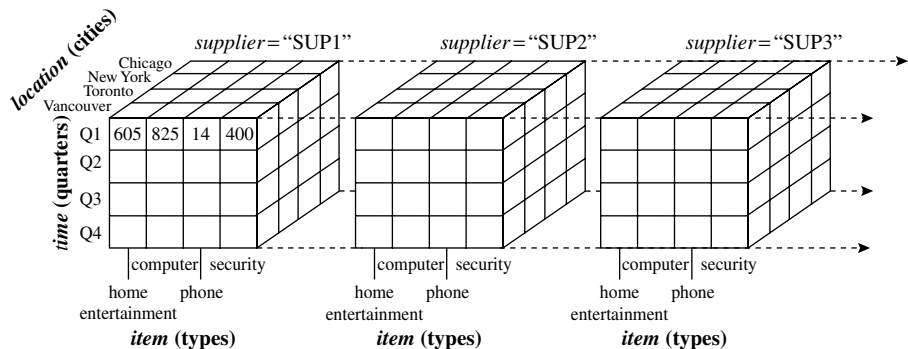 supplier = “SUP1” supplier = “SUP2” supplier = “SUP3”
location (cities)
Chicago
New York
Toronto
Vancouver
time (quarters)
Q1 605 825 14 400
Q2
Q3
Q4
computer security computer security computer security
home phone home phone home phone
entertainment entertainment entertainment
item (types) item (types) item (types)